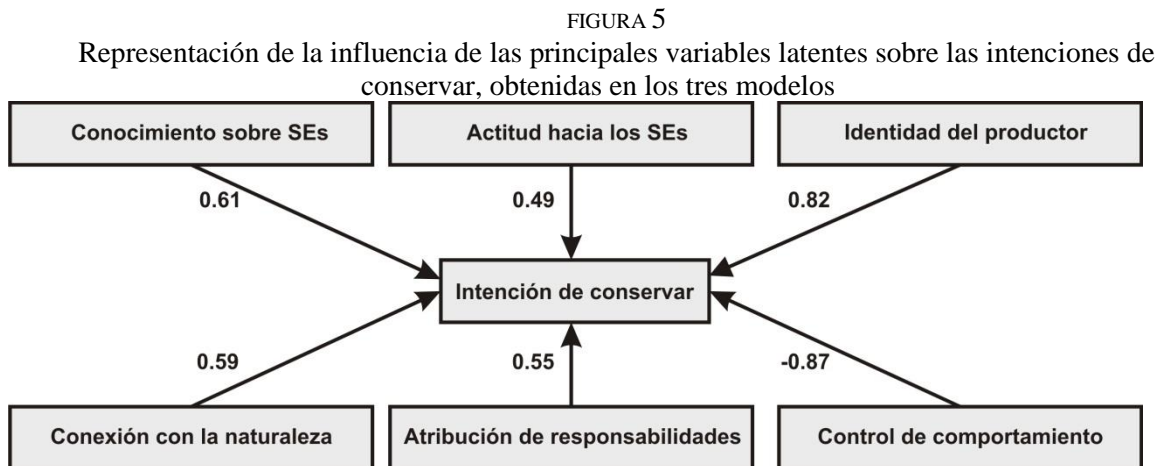 FIGURA 5
Representación de la influencia de las principales variables latentes sobre las intenciones de
conservar, obtenidas en los tres modelos
Conocimiento sobre SEs
Actitud hacia los SEs
Identidad del productor
0.61
0.49
0.82
Intención de conservar
0.59
0.55
-0.87
Conexión con la naturaleza
Atribución de responsabilidades
Control de comportamiento